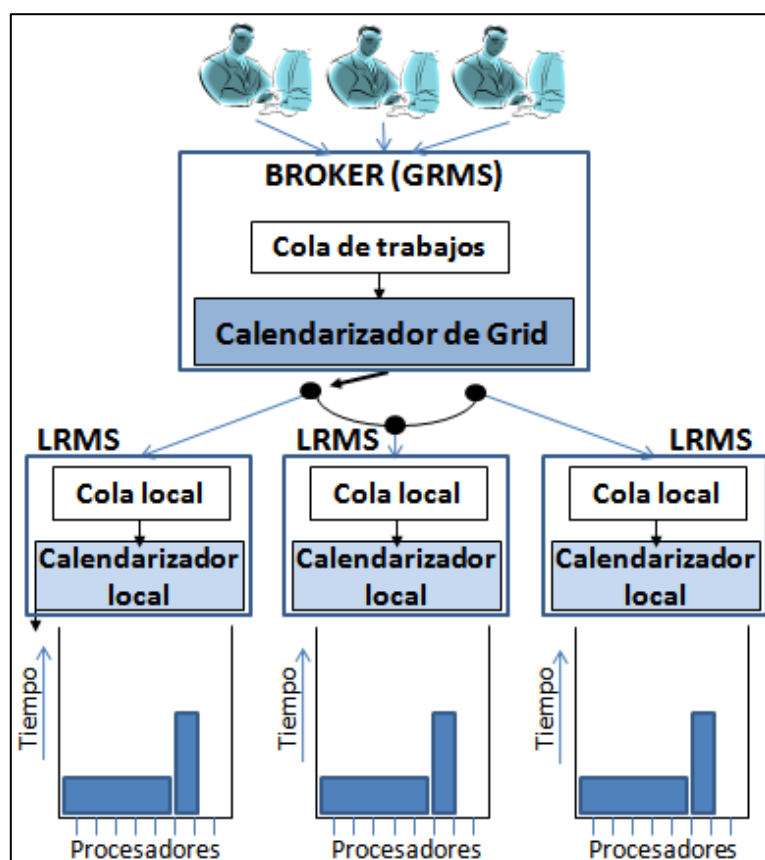 BROKER (GRMS)
Cola de trabajos
Calendarizador de Grid
LRMS
LRMS
LRMS
Cola local
Cola local
Cola local
Calendarizador
local
Calendarizador
local
Calendarizador
local
Tiempo
Tiempo
Tiempo
Procesadores
Procesadores
Procesadores